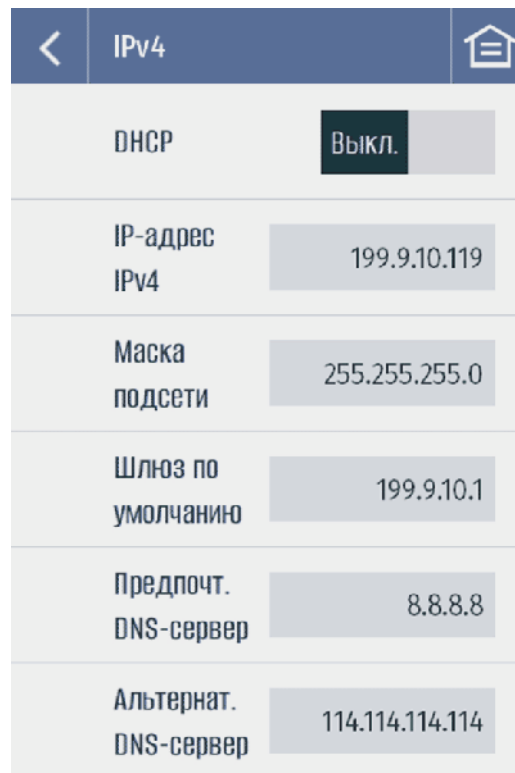 IPv4
DHCP
Выкл.
IP-адрес
IPv4
199.9.10.119
Маска
подсети
255.255.255.0
Шлюз по
умолчанию
199.9.10.1
Предпочт.
DNS-сервер
8.8.8.8
Альтернат.
DNS-сервер
114.114.114.114